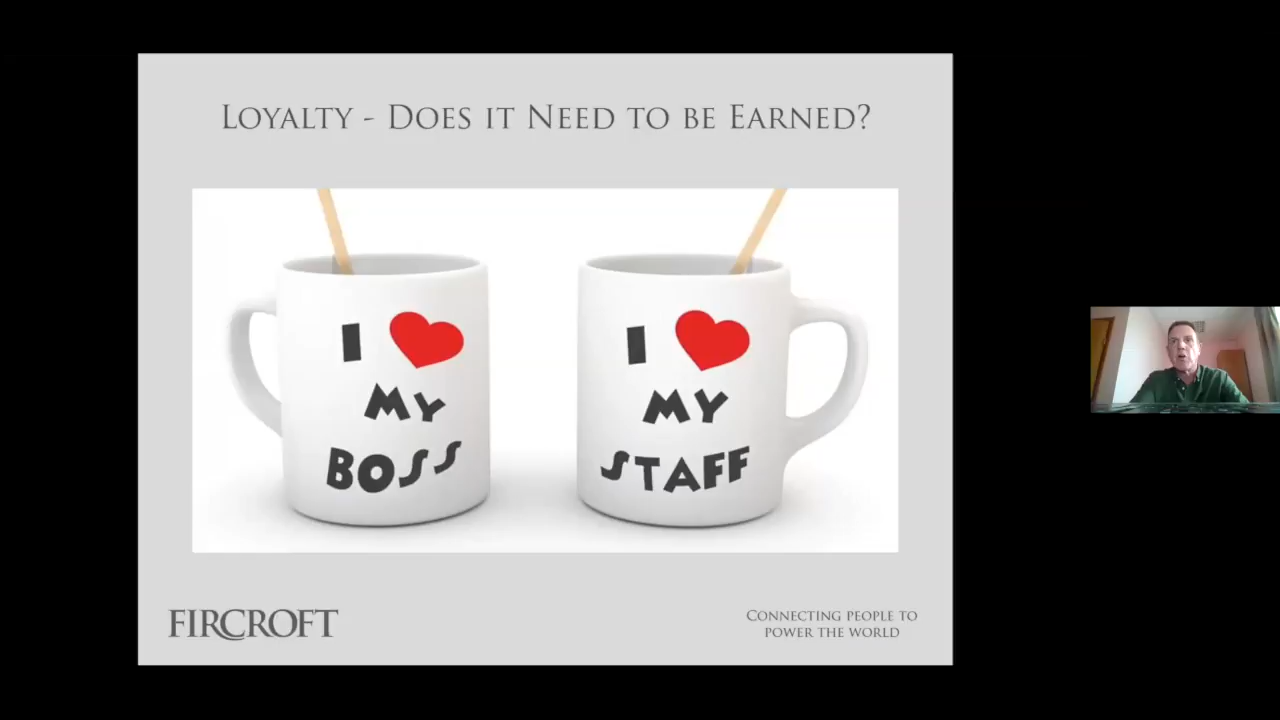 LOYALTY - DOES IT NEED TO BE EARNED?
I ❤
MY
BOSS
I ❤
MY
STAFF
FIRCROFT
CONNECTING PEOPLE TO
POWER THE WORLD